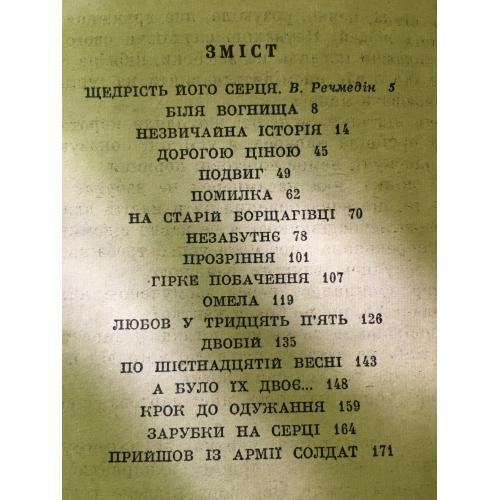 ЗМІСТ
ЩЕДРІСТЬ ЙОГО СЕРЦЯ. В. Речмедін 5
БІЛЯ ВОГНИЩА 8
НЕЗВИЧАЙНА ІСТОРІЯ 14
ДОРОГОЮ ЦІНОЮ 45
ПОДВИГ 49
ПОМИЛКА 62
НА СТАРІЙ БОРЩАГІВЦІ 70
НЕЗАБУТНЄ 78
ПРОЗРІННЯ 101
ГІРКЕ ПОБАЧЕННЯ 107
ОМЕЛА 119
ЛЮБОВ У ТРИДЦЯТЬ П'ЯТЬ 126
ДВОБІЙ 135
ПО ШІСТНАДЦЯТІЙ ВЕСНІ 143
А БУЛО ЇХ ДВОЄ... 148
КРОК ДО ОДУЖАННЯ 159
ЗАРУБКИ НА СЕРЦІ 164
ПРИЙШОВ ІЗ АРМІЇ СОЛДАТ 171